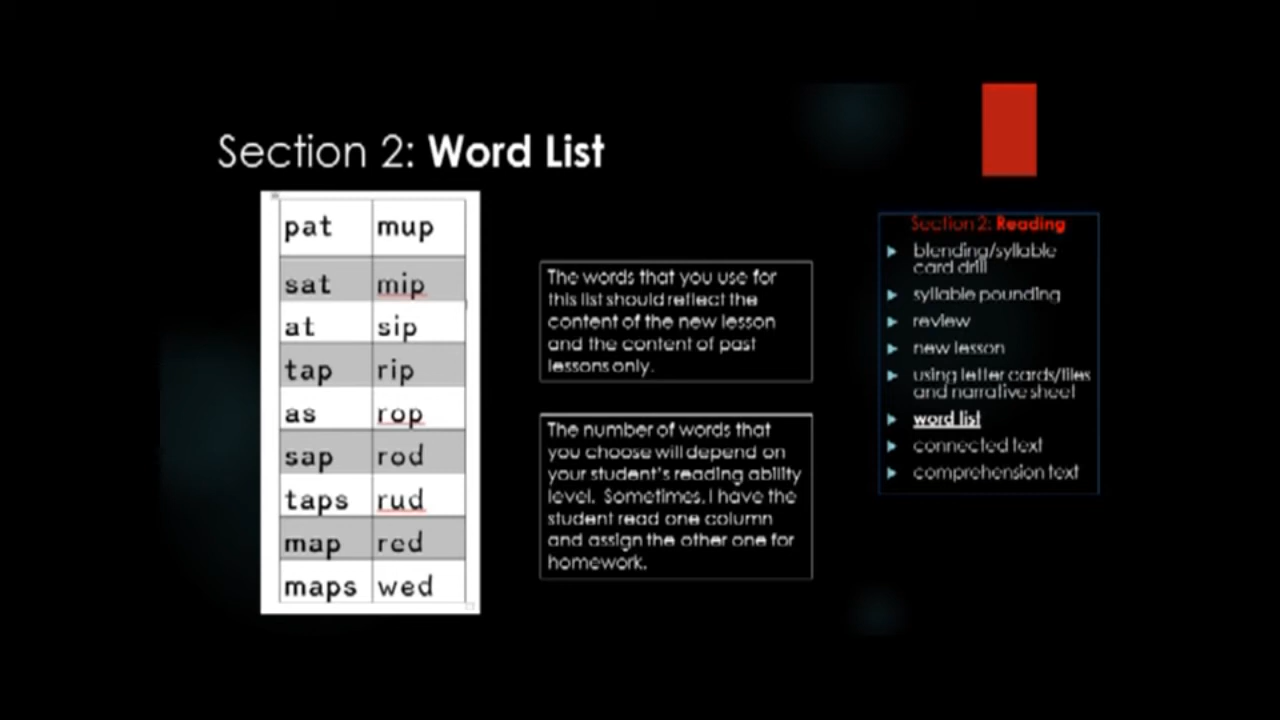 Section 2: Word List
pat mup
sat mip
at sip
tap rip
as rop
sap rod
taps rud
map red
maps wed
The words that you use for
this list should reflect the
content of the new lesson
and the content of past
lessons only.
The number of words that
you choose will depend on
your student's reading ability
level. Sometimes, I have the
student read one column
and assign the other one for
homework.
Section 2: Reading
blending/syllable
card drill
syllable pounding
review
new lesson
using letter cards/tiles
and narrative sheet
word list
connected text
comprehension text